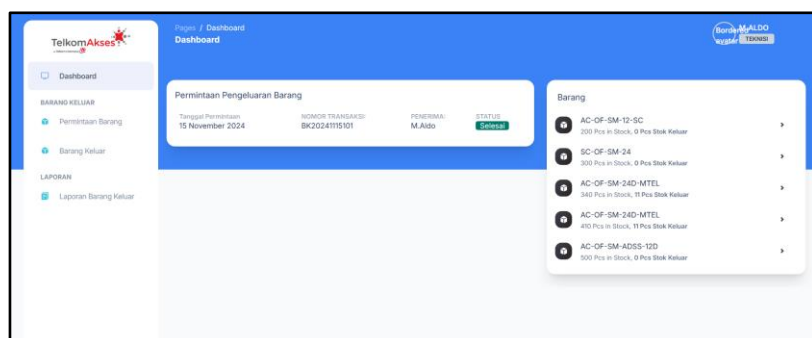 TelkomAkses
Dashboard
BARANG KELUAR
Permintaan Barang
Barang Keluar
LAPORAN
Laporan Barang Keluar
Pages / Dashboard
Dashboard
Bordered avatar
M.ALDO
TEKNISI
Permintaan Pengeluaran Barang
Tanggal Permintaan
15 November 2024
NOMOR TRANSAKSI
BK20241115101
PENERIMA:
M.Aldo
STATUS
Selesai
Barang
AC-OF-SM-12-SC
200 Pcs in Stock, 0 Pcs Stok Keluar
SC-OF-SM-24
300 Pcs in Stock, 0 Pcs Stok Keluar
AC-OF-SM-24D-MTEL
340 Pcs in Stock, 11 Pcs Stok Keluar
AC-OF-SM-24D-MTEL
410 Pcs in Stock, 11 Pcs Stok Keluar
AC-OF-SM-ADSS-12D
500 Pcs in Stock, 0 Pcs Stok Keluar